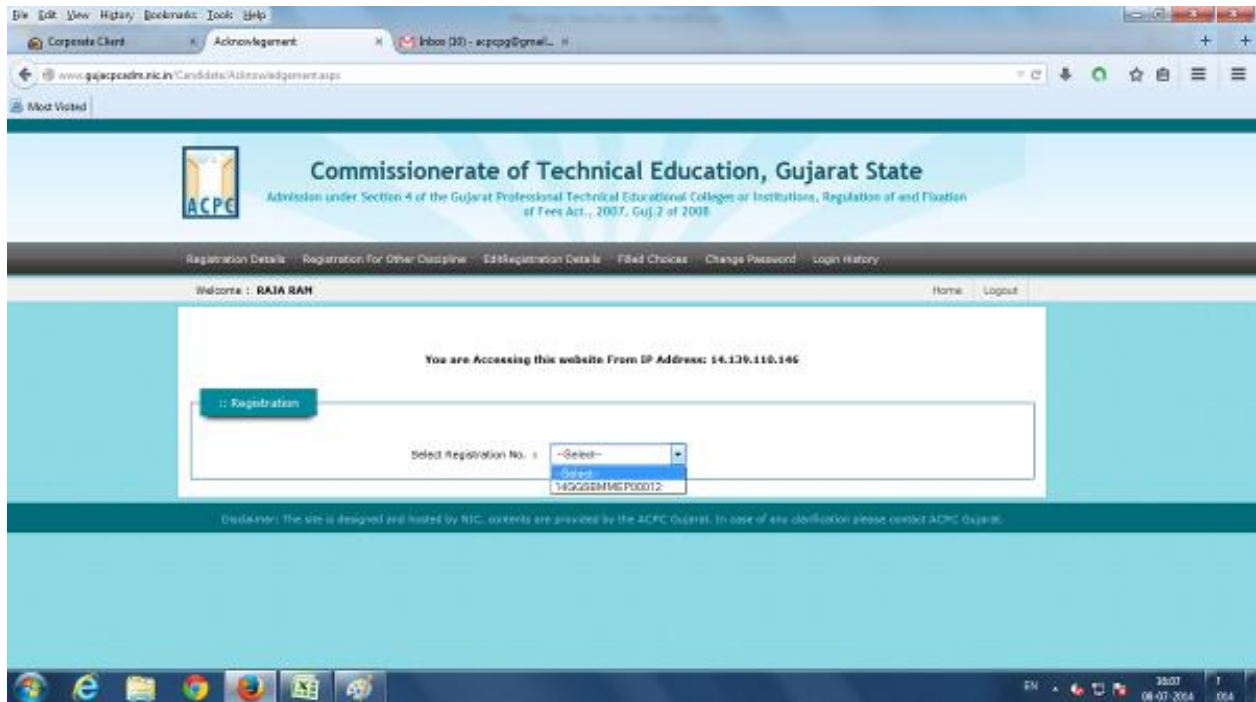 File Edit View History Bookmarks Tools Help
Corporate Client
Acknowlegement
Inbox (10) - acpcpg@gmail...
www.gujacpcadm.nic.in/Candidate/Acknowledgement.aspx
Most Visited
ACPC
Commissionerate of Technical Education, Gujarat State
Admission under Section 4 of the Gujarat Professional Technical Educational Colleges or Institutions, Regulation of and Fixation
of Fees Act., 2007, Guj.2 of 2008
Registration Details Registration For Other Discipline EditRegistration Details Filled Choices Change Password Login History
Welcome : RAJA RAM
Home Logout
You are Accessing this website From IP Address: 14.139.110.146
:: Registration
Select Registration No. : --Select--
--Select--
Disclaimer: The site is designed and hosted by NIC, contents are provided by the ACPC Gujarat. In case of any clarification please contact ACPC Gujarat.
EN
08-07-2014